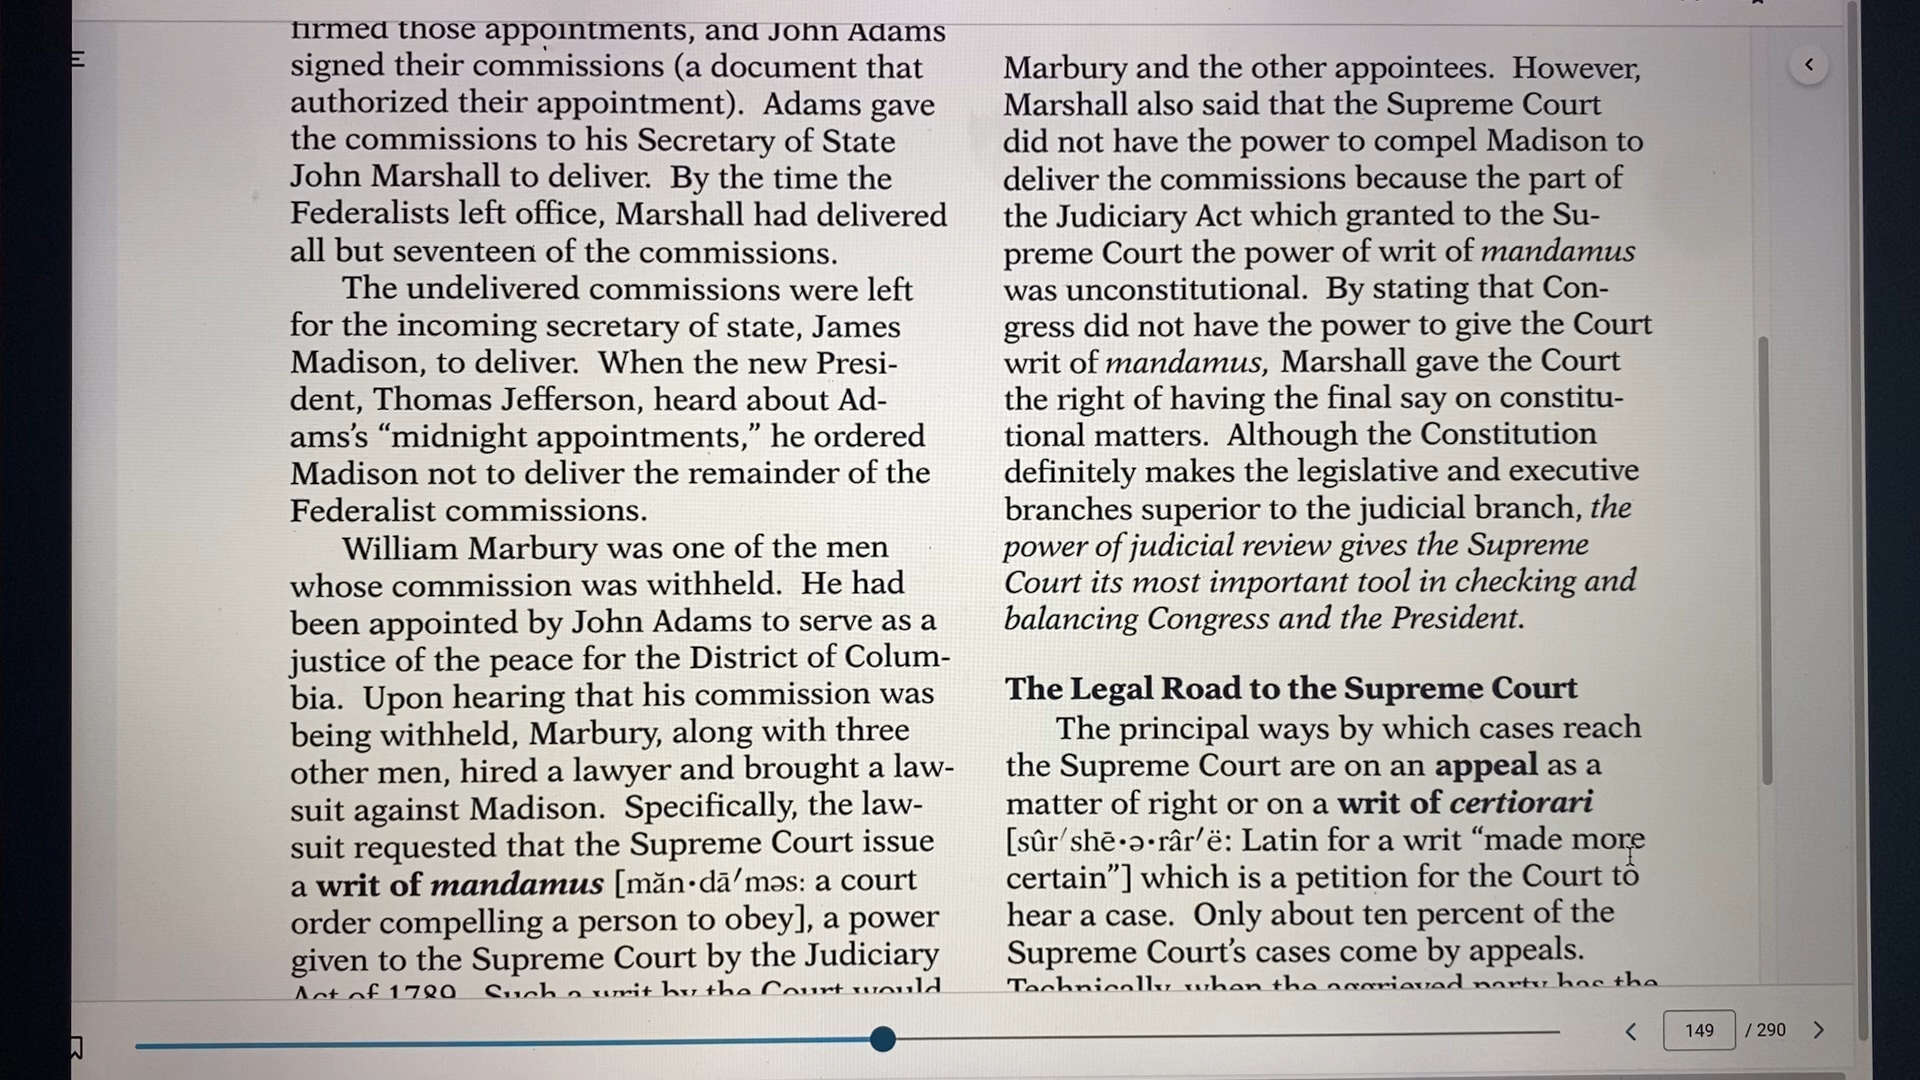 firmed those appointments, and John Adams
signed their commissions (a document that
authorized their appointment). Adams gave
the commissions to his Secretary of State
John Marshall to deliver. By the time the
Federalists left office, Marshall had delivered
all but seventeen of the commissions.
The undelivered commissions were left
for the incoming secretary of state, James
Madison, to deliver. When the new Presi-
dent, Thomas Jefferson, heard about Ad-
ams's “midnight appointments,” he ordered
Madison not to deliver the remainder of the
Federalist commissions.
William Marbury was one of the men
whose commission was withheld. He had
been appointed by John Adams to serve as a
justice of the peace for the District of Colum-
bia. Upon hearing that his commission was
being withheld, Marbury, along with three
other men, hired a lawyer and brought a law-
suit against Madison. Specifically, the law-
suit requested that the Supreme Court issue
a writ of mandamus [măn•dā′məs: a court
order compelling a person to obey], a power
given to the Supreme Court by the Judiciary
Act of 1789. Such a writ by the Court would
Marbury and the other appointees. However,
Marshall also said that the Supreme Court
did not have the power to compel Madison to
deliver the commissions because the part of
the Judiciary Act which granted to the Su-
preme Court the power of writ of mandamus
was unconstitutional. By stating that Con-
gress did not have the power to give the Court
writ of mandamus, Marshall gave the Court
the right of having the final say on constitu-
tional matters. Although the Constitution
definitely makes the legislative and executive
branches superior to the judicial branch, the
power of judicial review gives the Supreme
Court its most important tool in checking and
balancing Congress and the President.
The Legal Road to the Supreme Court
The principal ways by which cases reach
the Supreme Court are on an appeal as a
matter of right or on a writ of certiorari
[sûr′shē•ə•râr′ë: Latin for a writ “made more
certain”] which is a petition for the Court to
hear a case. Only about ten percent of the
Supreme Court's cases come by appeals.
Technically, when the aggrieved party has the
149 / 290